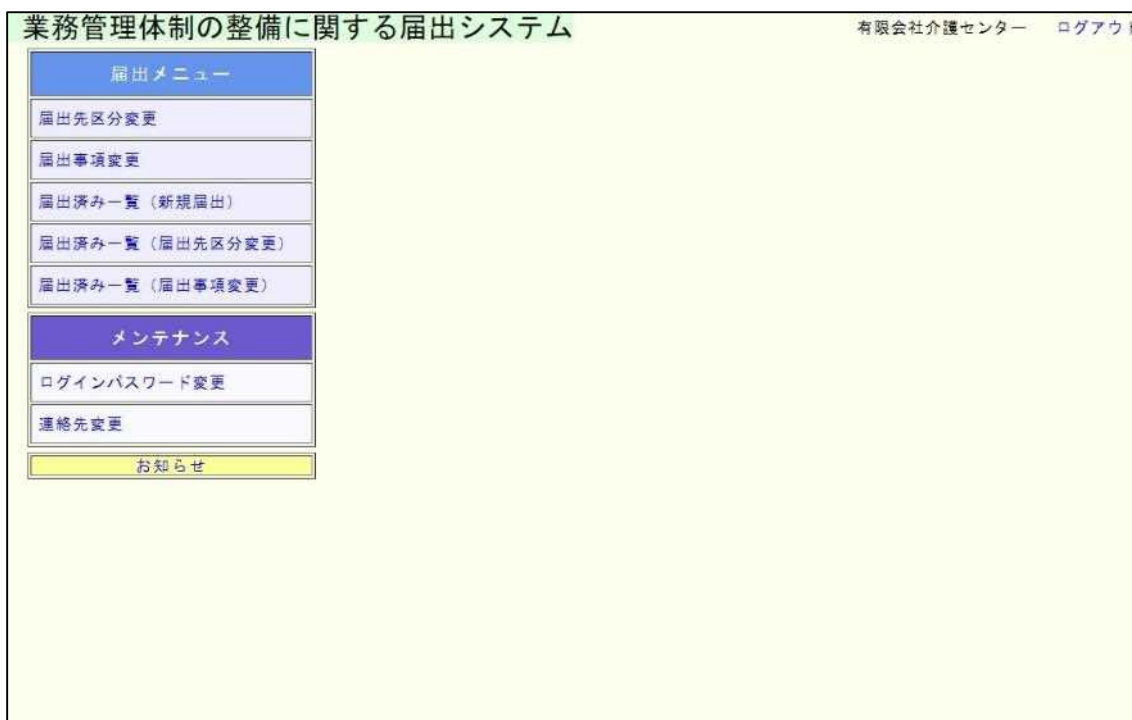 業務管理体制の整備に関する届出システム
有限会社介護センター ログアウ
届出メニュー
届出先区分変更
届出事項変更
届出済み一覧（新規届出）
届出済み一覧（届出先区分変更）
届出済み一覧（届出事項変更）
メンテナンス
ログインパスワード変更
連絡先変更
お知らせ